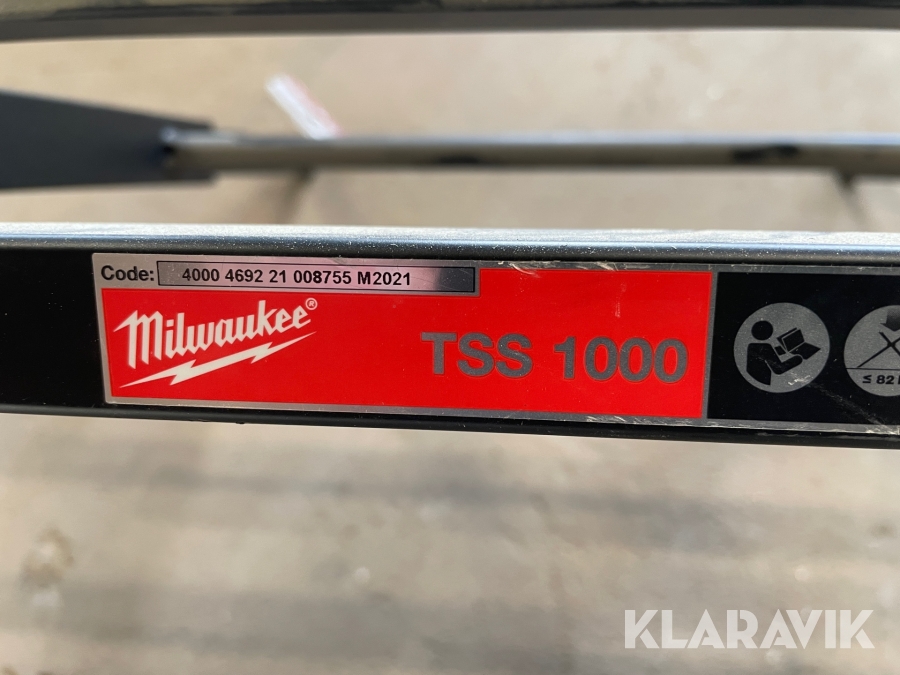 Code: 4000 4692 21 008755 M2021
Milwaukee®
TSS 1000
≤ 82
KLARAVIK